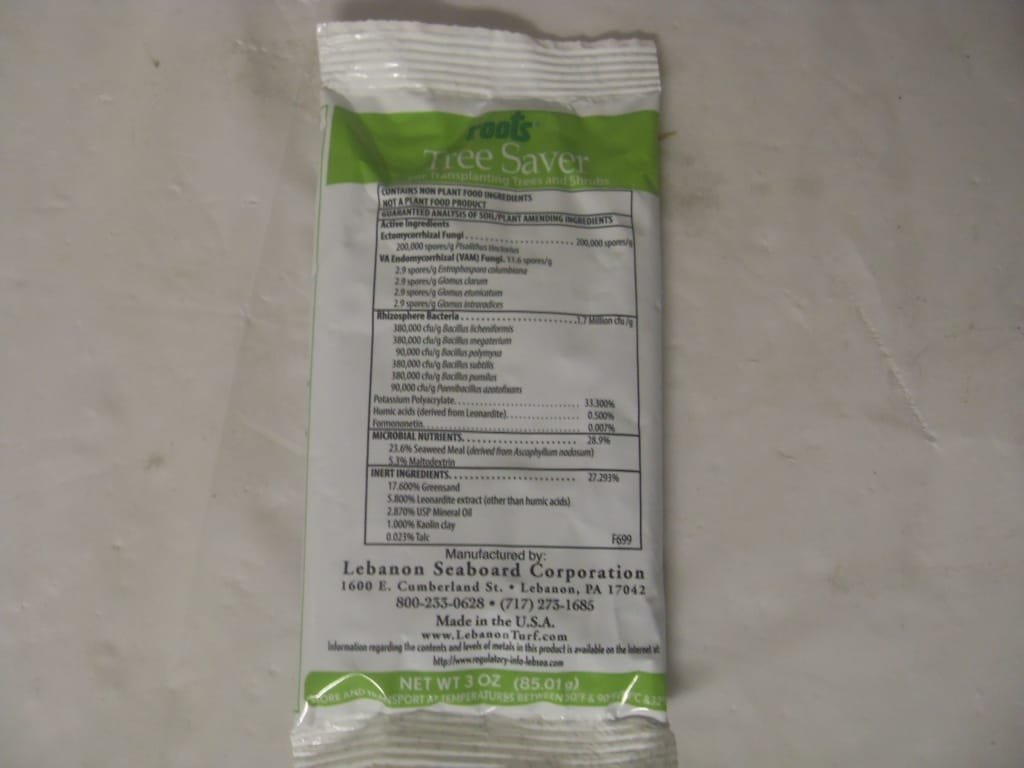 roots
Tree Saver
Transplanting Trees and Shrubs
CONTAINS NON PLANT FOOD INGREDIENTS
NOT A PLANT FOOD PRODUCT
GUARANTEED ANALYSIS OF SOIL/PLANT AMENDING INGREDIENTS
Active Ingredients
Ectomycorrhizal Fungi . . . . . . . . . . . . . . . . . . . . . . . . . 200,000 spores/g
200,000 spores/g Pisolithus tinctorius
VA Endomycorrhizal (VAM) Fungi. 11.6 spores/g
2.9 spores/g Entrophospora columbiana
2.9 spores/g Glomus clarum
2.9 spores/g Glomus etunicatum
2.9 spores/g Glomus intraradices
Rhizosphere Bacteria . . . . . . . . . . . . . . . . . . . . . . . . . 1.7 Million cfu /g
380,000 cfu/g Bacillus licheniformis
380,000 cfu/g Bacillus megaterium
90,000 cfu/g Bacillus polymyxa
380,000 cfu/g Bacillus subtilis
380,000 cfu/g Bacillus pumilus
90,000 cfu/g Paenibacillus azotofixans
Potassium Polyacrylate. . . . . . . . . . . . . . . . . . . . . . . . . 33.300%
Humic acids (derived from Leonardite). . . . . . . . . . . . . . . 0.500%
Formononetin. . . . . . . . . . . . . . . . . . . . . . . . . . . . . . 0.007%
MICROBIAL NUTRIENTS. . . . . . . . . . . . . . . . . . . . . . . . 28.9%
23.6% Seaweed Meal (derived from Ascophyllum nodosum)
5.3% Maltodextrin
INERT INGREDIENTS. . . . . . . . . . . . . . . . . . . . . . . . . . 27.293%
17.600% Greensand
5.800% Leonardite extract (other than humic acids)
2.870% USP Mineral Oil
1.000% Kaolin clay
0.023% Talc F699
Manufactured by:
Lebanon Seaboard Corporation
1600 E. Cumberland St. • Lebanon, PA 17042
800-233-0628 • (717) 273-1685
Made in the U.S.A.
www.LebanonTurf.com
Information regarding the contents and levels of metals in this product is available on the Internet at:
http://www.regulatory-info-lebsea.com
NET WT 3 OZ (85.01 g)
AND TRANSPORT AT TEMPERATURES BETWEEN